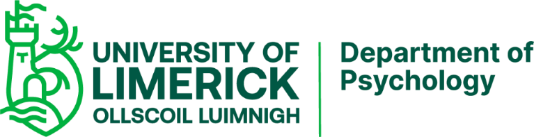 UNIVERSITY OF
LIMERICK
OLLSCOIL LUIMNIGH
Department of
Psychology